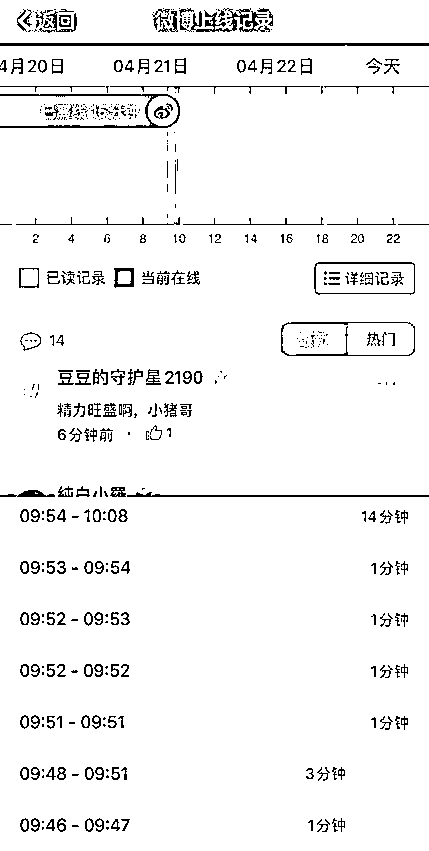 返回 微博上线记录
4月20日 04月21日 04月22日 今天
2 4 6 8 10 12 14 16 18 20 22
已读记录 当前在线 详细记录
14 热门
豆豆的守护星2190
精力旺盛啊，小猪哥
6分钟前 · 1
09:54 - 10:08 14分钟
09:53 - 09:54 1分钟
09:52 - 09:53 1分钟
09:52 - 09:52 1分钟
09:51 - 09:51 1分钟
09:48 - 09:51 3分钟
09:46 - 09:47 1分钟